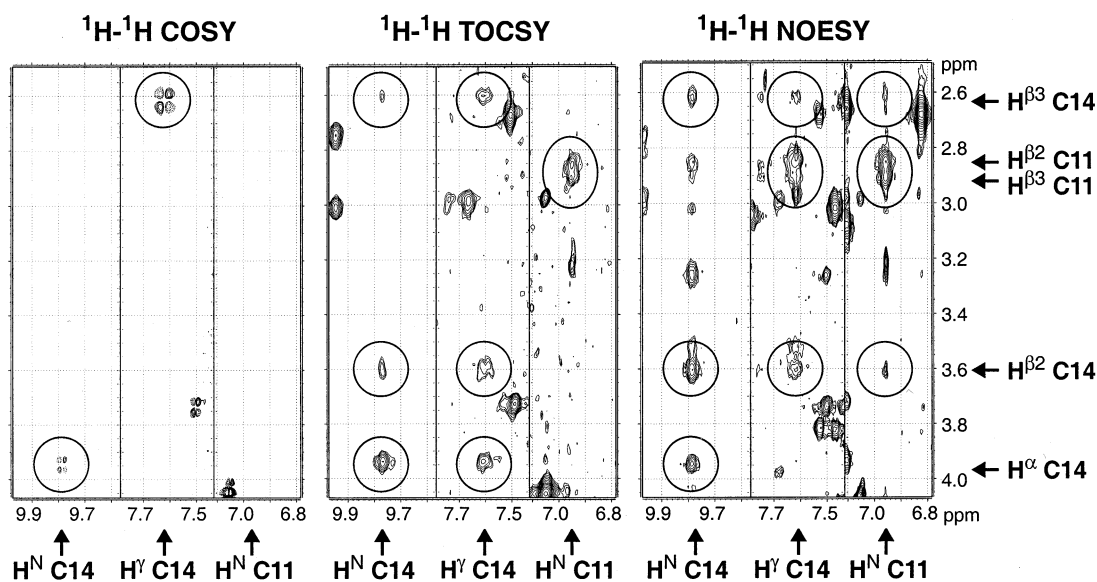 ¹H-¹H COSY ¹H-¹H TOCSY ¹H-¹H NOESY
ppm
2.6
2.8
3.0
3.2
3.4
3.6
3.8
4.0
Hβ3 C14
Hβ2 C11
Hβ3 C11
Hβ2 C14
Hα C14
9.9 9.7 7.7 7.5 7.0 6.8 9.9 9.7 7.7 7.5 7.0 6.8 9.9 9.7 7.7 7.5 7.0 6.8 ppm
Hᴺ C14 Hγ C14 Hᴺ C11 Hᴺ C14 Hγ C14 Hᴺ C11 Hᴺ C14 Hγ C14 Hᴺ C11